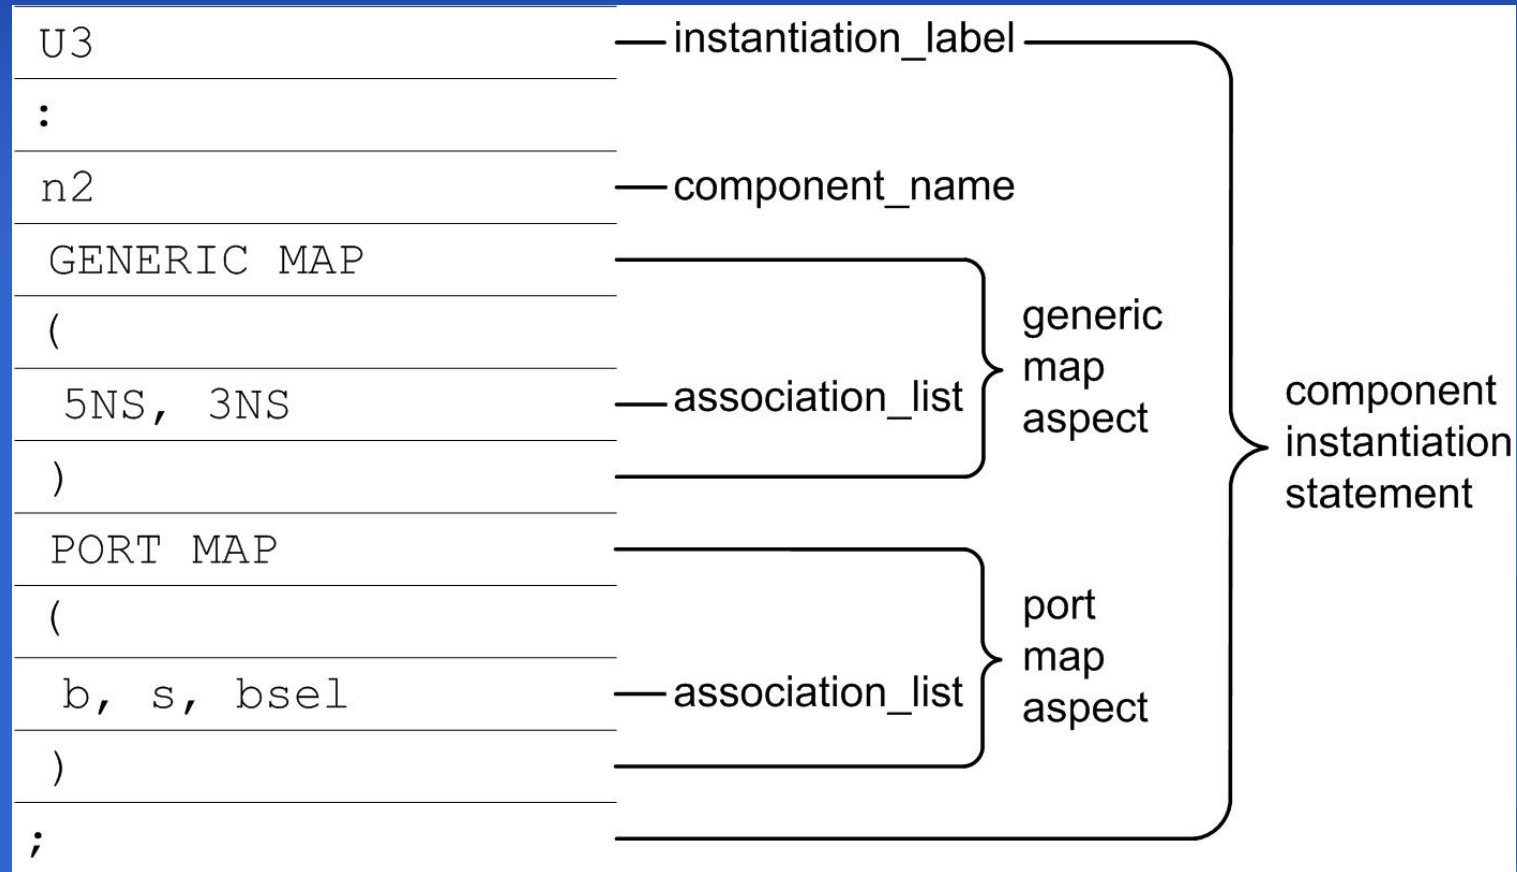 U3 instantiation_label
:
n2 component_name
GENERIC MAP
(
5NS, 3NS association_list
)
generic
map
aspect
PORT MAP
(
b, s, bsel association_list
)
port
map
aspect
;
component
instantiation
statement